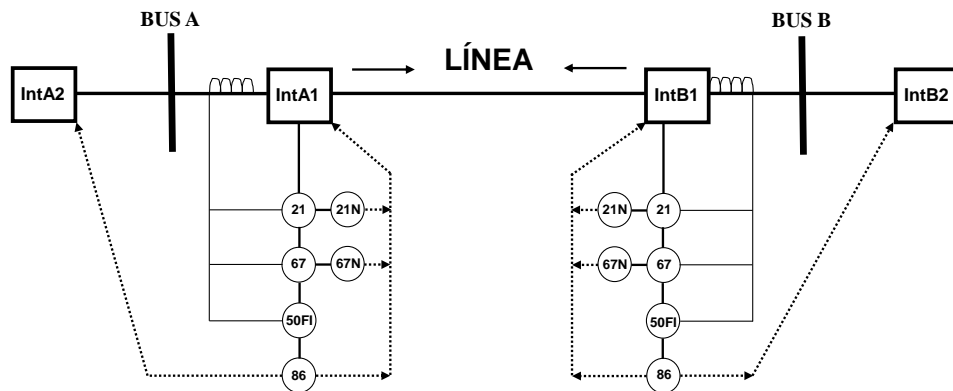 BUS A
BUS B
LÍNEA
IntA2
IntA1
IntB1
IntB2
21
21N
21N
21
67
67N
67N
67
50FI
50FI
86
86